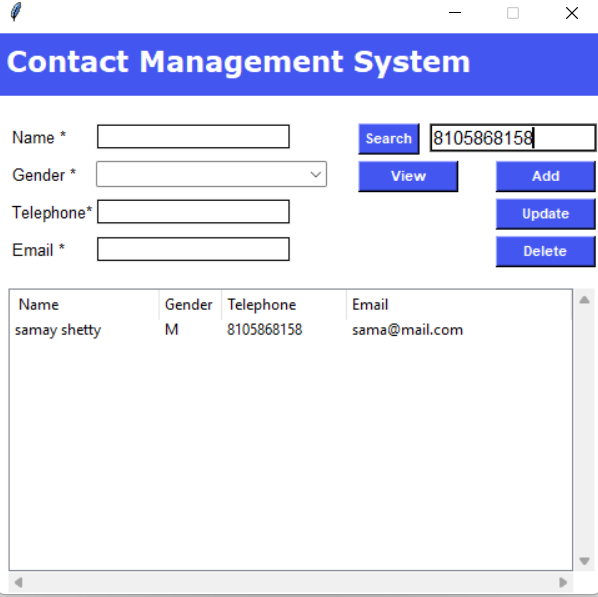 Contact Management System
Name * Search 8105868158
Gender * View Add
Telephone* Update
Email * Delete
Name Gender Telephone Email
samay shetty M 8105868158 sama@mail.com